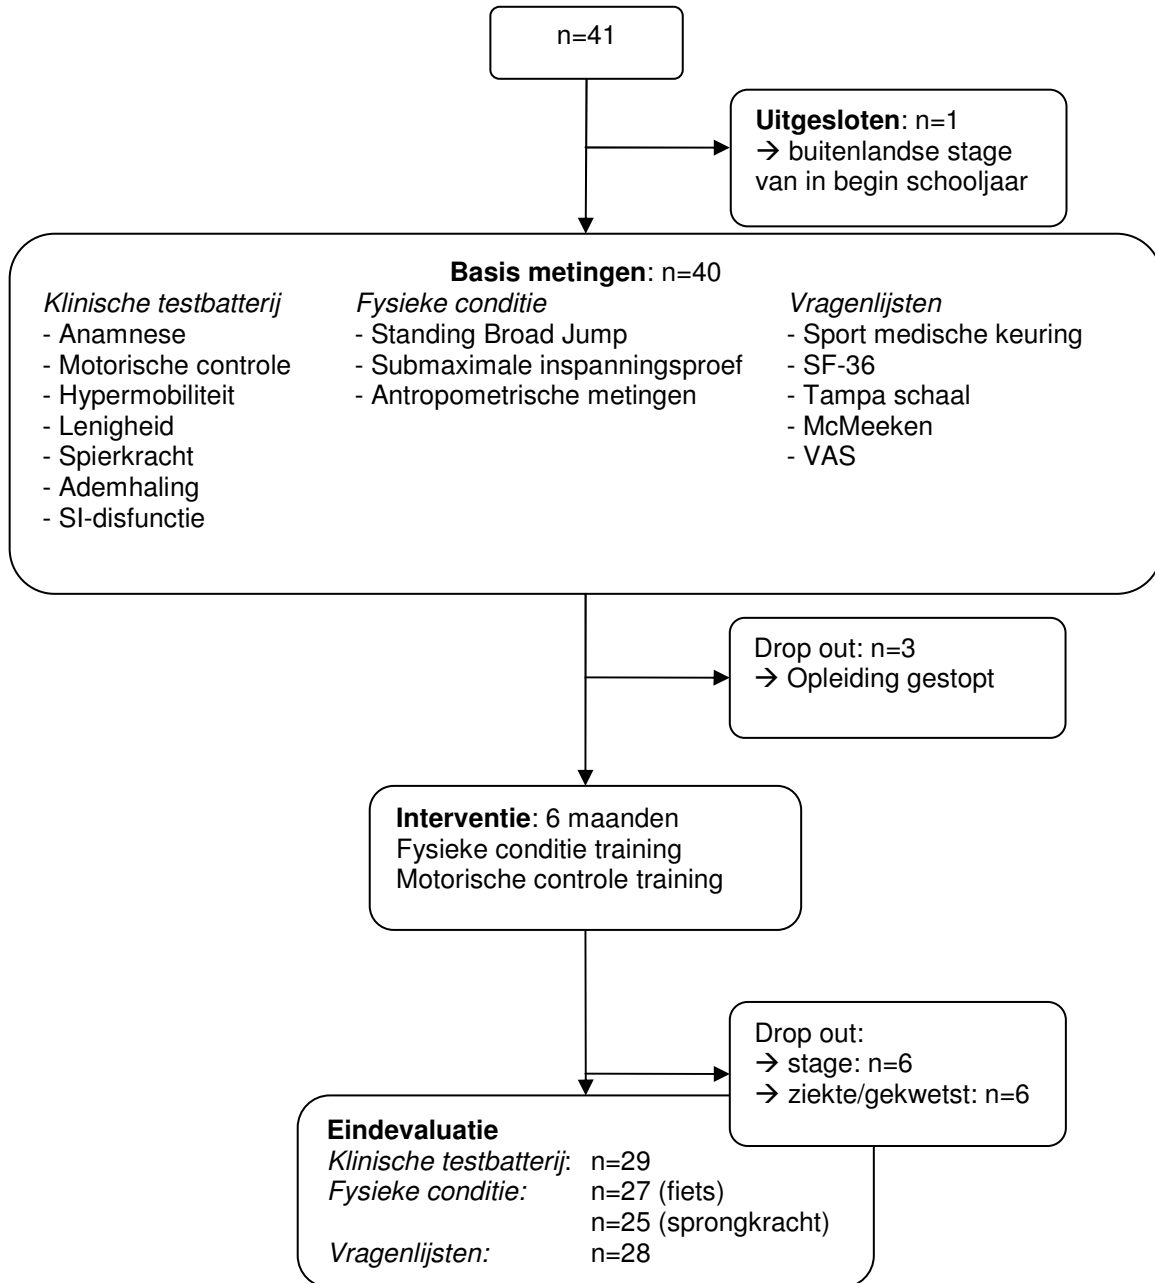 n=41
Uitgesloten: n=1
→ buitenlandse stage
van in begin schooljaar
Basis metingen: n=40
Klinische testbatterij
- Anamnese
- Motorische controle
- Hypermobiliteit
- Lenigheid
- Spierkracht
- Ademhaling
- SI-disfunctie
Fysieke conditie
- Standing Broad Jump
- Submaximale inspanningsproef
- Antropometrische metingen
Vragenlijsten
- Sport medische keuring
- SF-36
- Tampa schaal
- McMeeken
- VAS
Drop out: n=3
→ Opleiding gestopt
Interventie: 6 maanden
Fysieke conditie training
Motorische controle training
Drop out:
→ stage: n=6
→ ziekte/gekwetst: n=6
Eindevaluatie
Klinische testbatterij: n=29
Fysieke conditie: n=27 (fiets)
n=25 (sprongkracht)
Vragenlijsten: n=28